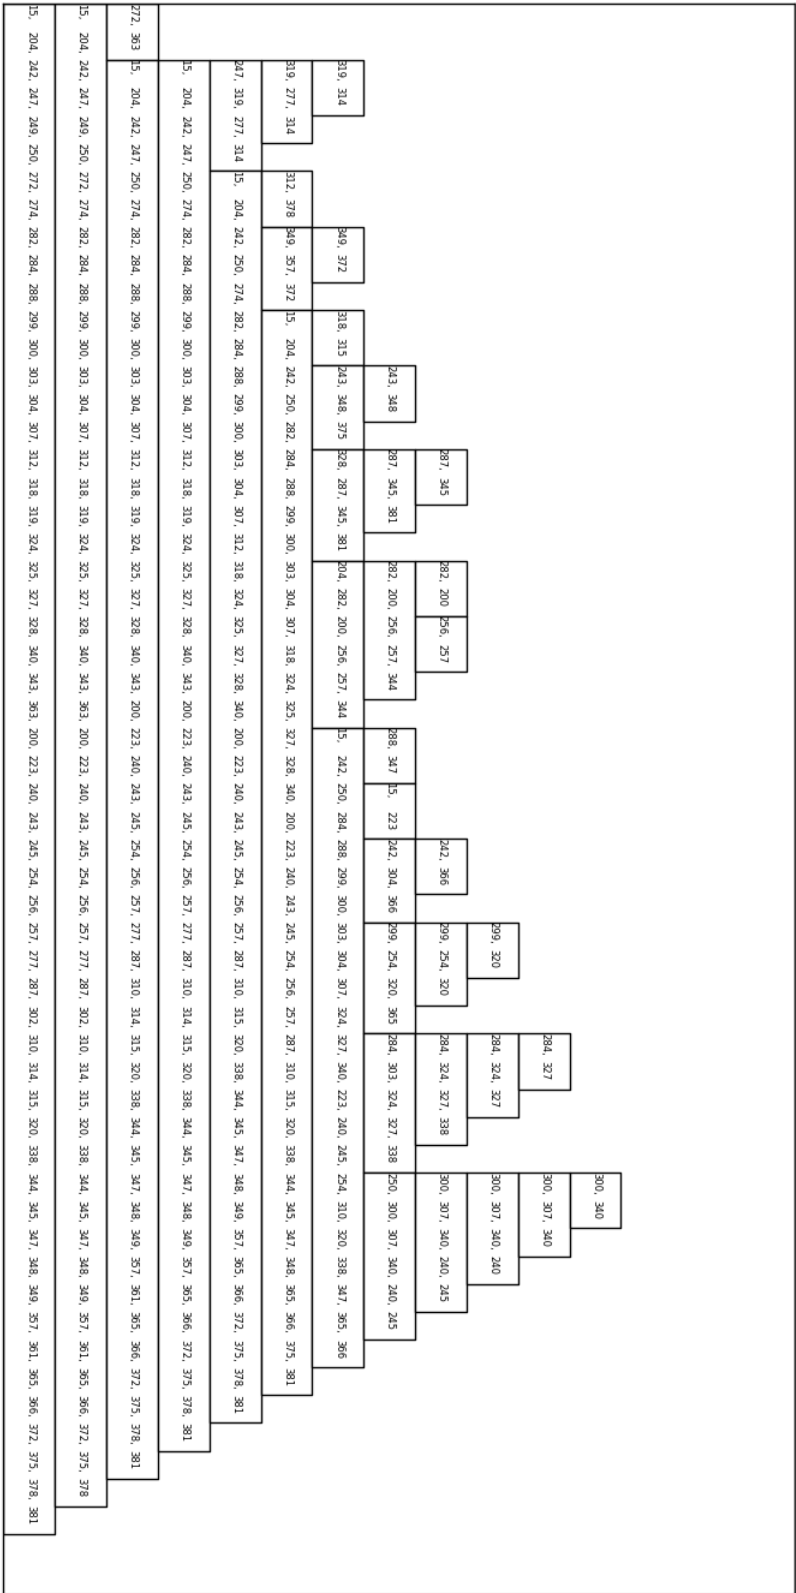 300, 340
284, 327
300, 307, 340
299, 320
284, 324, 327
300, 307, 340, 240
287, 345
282, 200
256, 257
242, 366
299, 254, 320
284, 324, 327, 338
300, 307, 340, 240, 245
243, 348
287, 345, 381
282, 200, 256, 257, 344
288, 347
15, 223
242, 304, 366
299, 254, 320, 365
284, 303, 324, 327, 338
250, 300, 307, 340, 240, 245
319, 314
349, 372
318, 315
243, 348, 375
328, 287, 345, 381
204, 282, 200, 256, 257, 344
15, 242, 250, 284, 288, 299, 300, 303, 304, 307, 324, 327, 340, 223, 240, 245, 254, 310, 320, 338, 347, 365, 366
319, 277, 314
312, 378
349, 357, 372
15, 204, 242, 250, 282, 284, 288, 299, 300, 303, 304, 307, 318, 324, 325, 327, 328, 340, 200, 223, 240, 243, 245, 254, 256, 257, 287, 310, 315, 320, 338, 344, 345, 347, 348, 365, 366, 375, 381
247, 319, 277, 314
15, 204, 242, 250, 274, 282, 284, 288, 299, 300, 303, 304, 307, 312, 318, 324, 325, 327, 328, 340, 200, 223, 240, 243, 245, 254, 256, 257, 287, 310, 315, 320, 338, 344, 345, 347, 348, 349, 357, 365, 366, 372, 375, 378, 381
15, 204, 242, 247, 250, 274, 282, 284, 288, 299, 300, 303, 304, 307, 312, 318, 319, 324, 325, 327, 328, 340, 343, 200, 223, 240, 243, 245, 254, 256, 257, 277, 287, 310, 314, 315, 320, 338, 344, 345, 347, 348, 349, 357, 365, 366, 372, 375, 378, 381
272, 363
15, 204, 242, 247, 250, 274, 282, 284, 288, 299, 300, 303, 304, 307, 312, 318, 319, 324, 325, 327, 328, 340, 343, 200, 223, 240, 243, 245, 254, 256, 257, 277, 287, 310, 314, 315, 320, 338, 344, 345, 347, 348, 349, 357, 361, 365, 366, 372, 375, 378, 381
15, 204, 242, 247, 249, 250, 272, 274, 282, 284, 288, 299, 300, 303, 304, 307, 312, 318, 319, 324, 325, 327, 328, 340, 343, 363, 200, 223, 240, 243, 245, 254, 256, 257, 277, 287, 302, 310, 314, 315, 320, 338, 344, 345, 347, 348, 349, 357, 361, 365, 366, 372, 375, 378
15, 204, 242, 247, 249, 250, 272, 274, 282, 284, 288, 299, 300, 303, 304, 307, 312, 318, 319, 324, 325, 327, 328, 340, 343, 363, 200, 223, 240, 243, 245, 254, 256, 257, 277, 287, 302, 310, 314, 315, 320, 338, 344, 345, 347, 348, 349, 357, 361, 365, 366, 372, 375, 378, 381